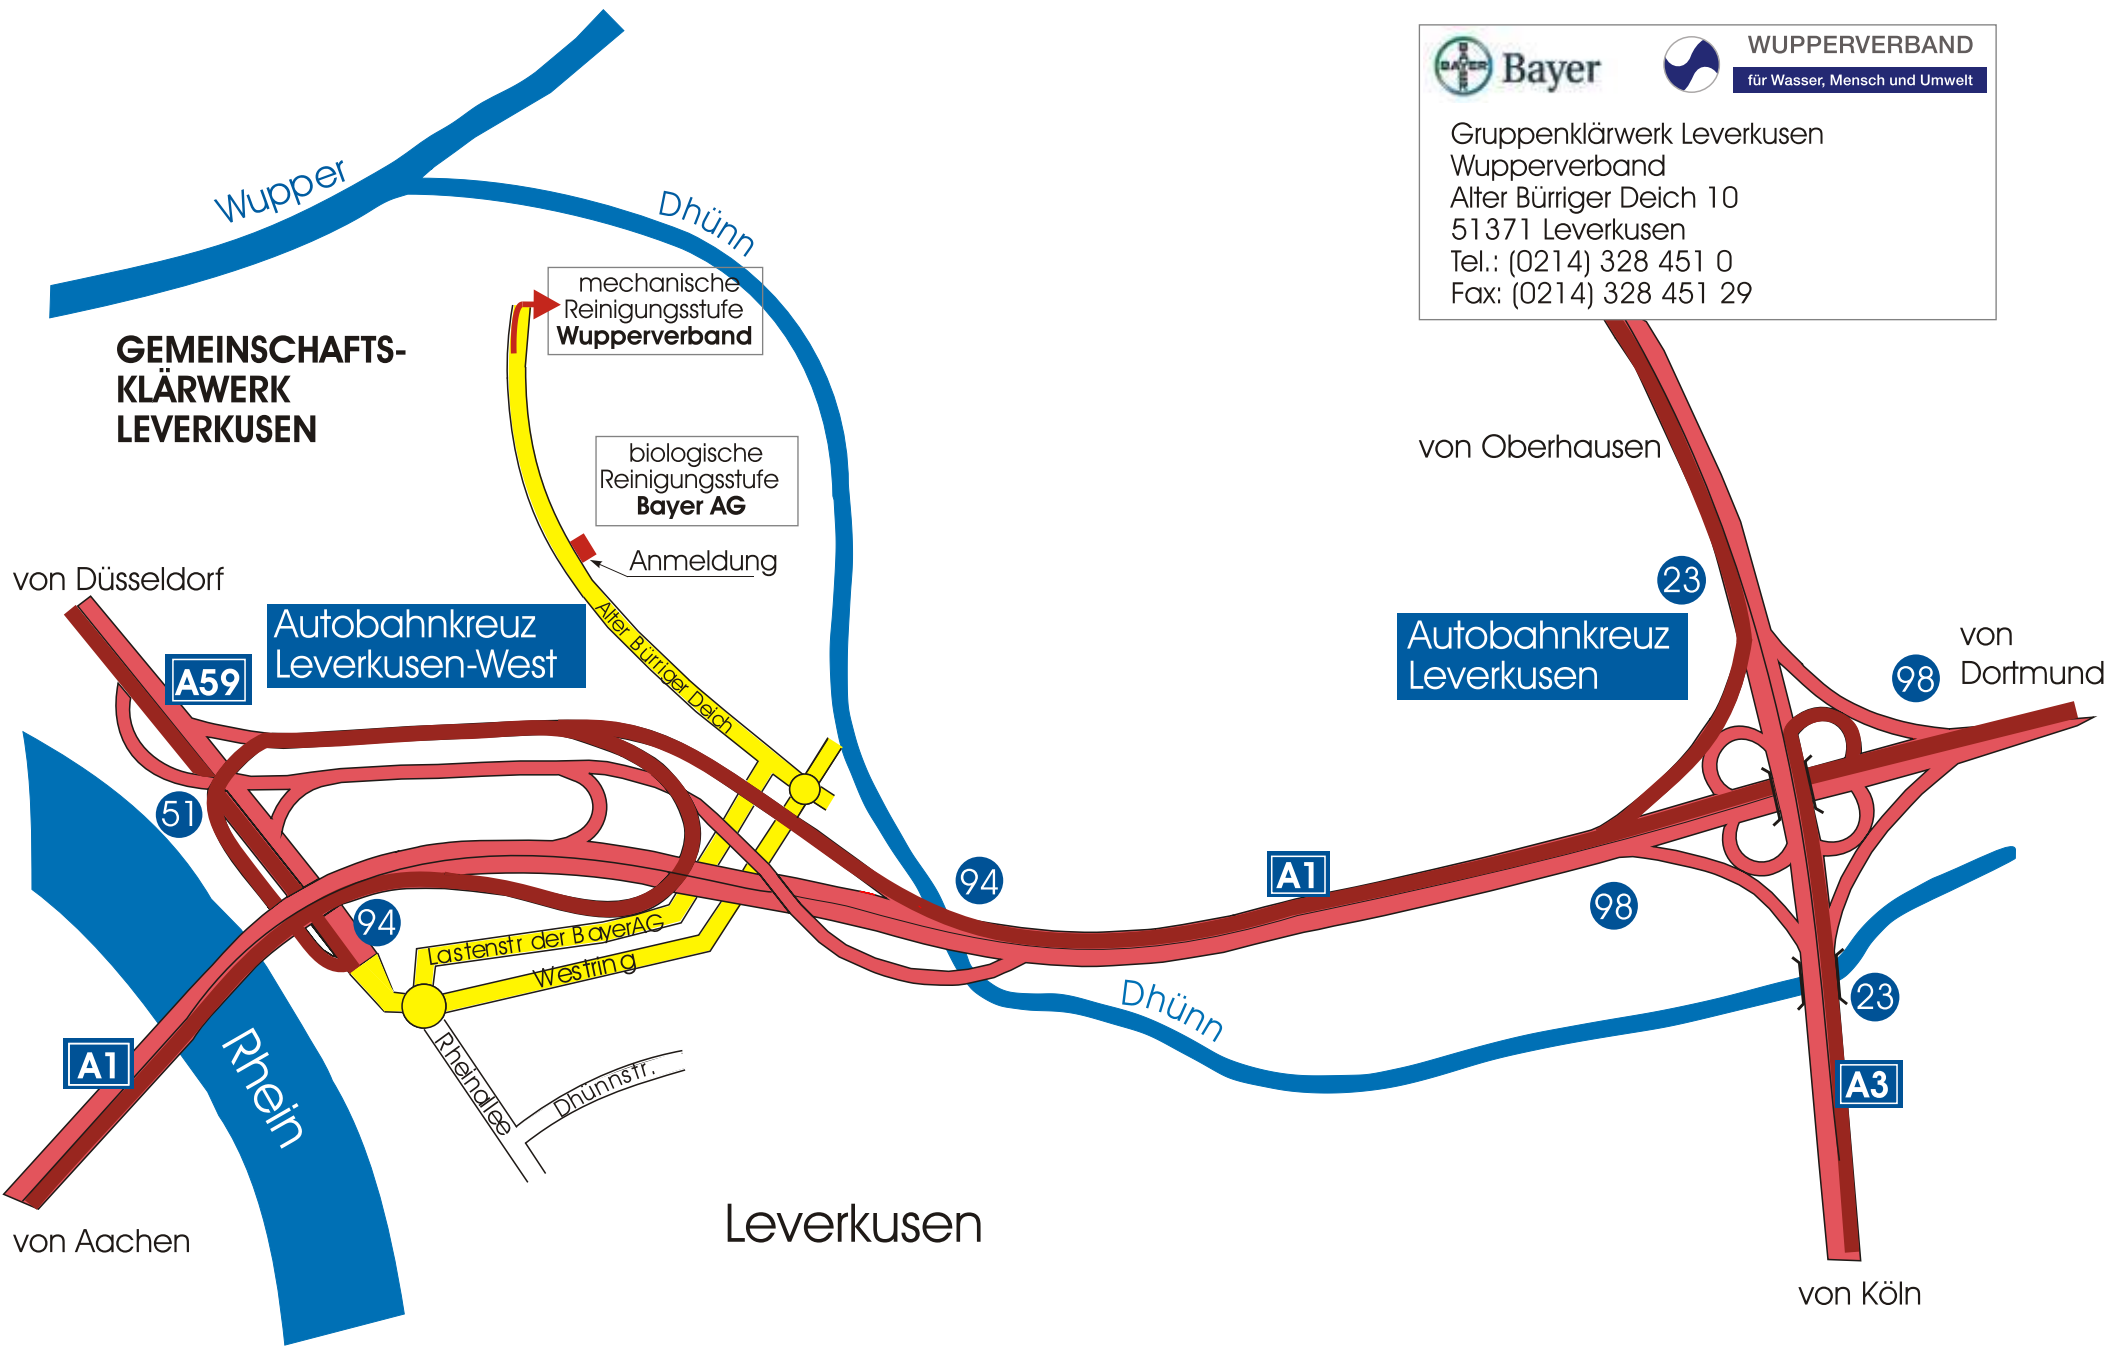 Wupper
Dhünn
BAYER
BAYER
Bayer
WUPPERVERBAND
für Wasser, Mensch und Umwelt
Gruppenklärwerk Leverkusen
Wupperverband
Alter Bürriger Deich 10
51371 Leverkusen
Tel.: (0214) 328 451 0
Fax: (0214) 328 451 29
mechanische
Reinigungsstufe
Wupperverband
GEMEINSCHAFTS-
KLÄRWERK
LEVERKUSEN
biologische
Reinigungsstufe
Bayer AG
Anmeldung
von Oberhausen
von Düsseldorf
Autobahnkreuz
Leverkusen-West
A59
Alter Bürriger Deich
23
Autobahnkreuz
Leverkusen
von
Dortmund
98
51
94
94
A1
98
Lastenstr der BayerAG
Westring
Dhünn
23
A1
Rhein
Rheinallee
Dhünnstr.
A3
Leverkusen
von Aachen
von Köln